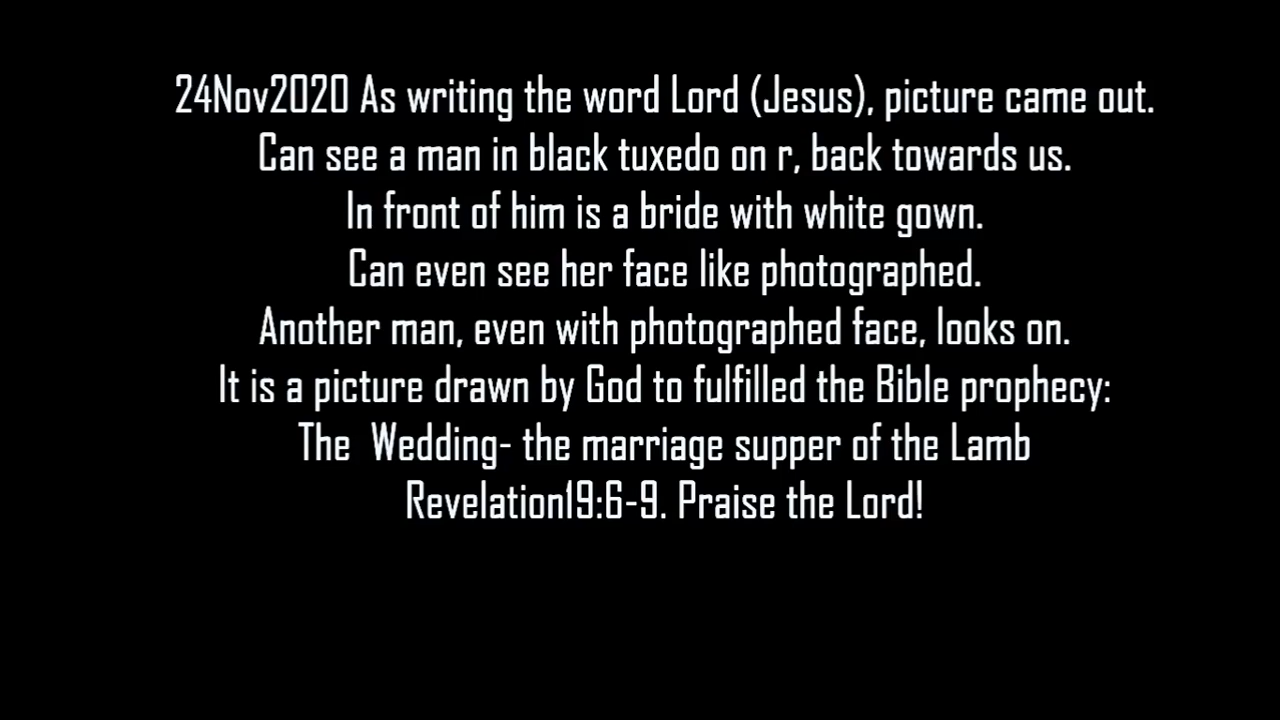 24Nov2020 As writing the word Lord (Jesus), picture came out.
Can see a man in black tuxedo on r, back towards us.
In front of him is a bride with white gown.
Can even see her face like photographed.
Another man, even with photographed face, looks on.
It is a picture drawn by God to fulfilled the Bible prophecy:
The  Wedding- the marriage supper of the Lamb
Revelation19:6-9. Praise the Lord!